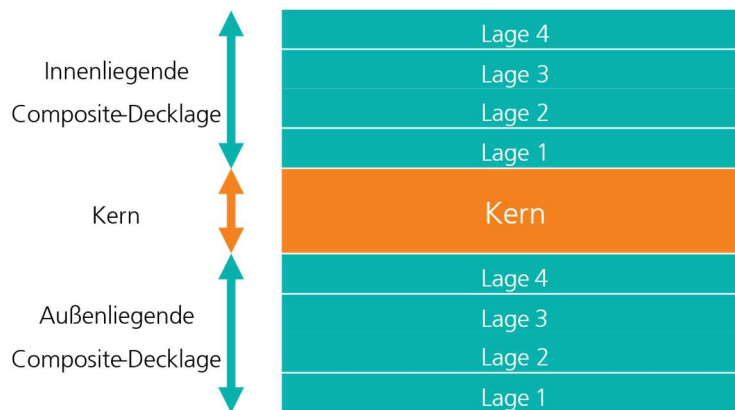 Innenliegende
Composite-Decklage
Lage 4
Lage 3
Lage 2
Lage 1
Kern
Kern
Außenliegende
Composite-Decklage
Lage 4
Lage 3
Lage 2
Lage 1